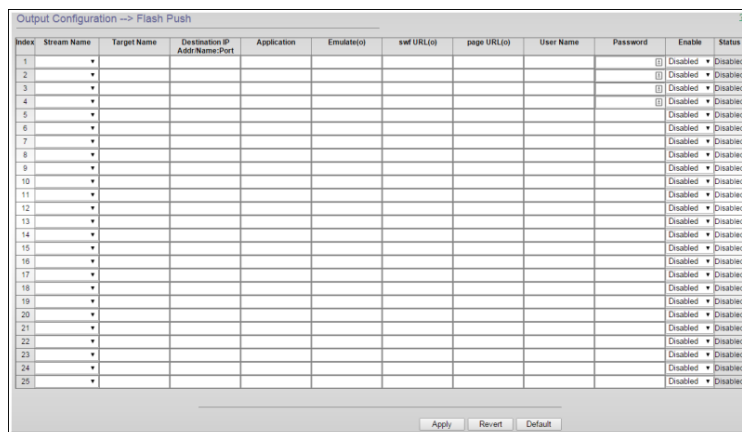 Output Configuration --> Flash Push
Index Stream Name Target Name Destination IP Addr/Name:Port Application Emulate(o) swf URL(o) page URL(o) User Name Password Enable Status
1 Disabled Disabled
2 Disabled Disabled
3 Disabled Disabled
4 Disabled Disabled
5 Disabled Disabled
6 Disabled Disabled
7 Disabled Disabled
8 Disabled Disabled
9 Disabled Disabled
10 Disabled Disabled
11 Disabled Disabled
12 Disabled Disabled
13 Disabled Disabled
14 Disabled Disabled
15 Disabled Disabled
16 Disabled Disabled
17 Disabled Disabled
18 Disabled Disabled
19 Disabled Disabled
20 Disabled Disabled
21 Disabled Disabled
22 Disabled Disabled
23 Disabled Disabled
24 Disabled Disabled
25 Disabled Disabled
Apply Revert Default